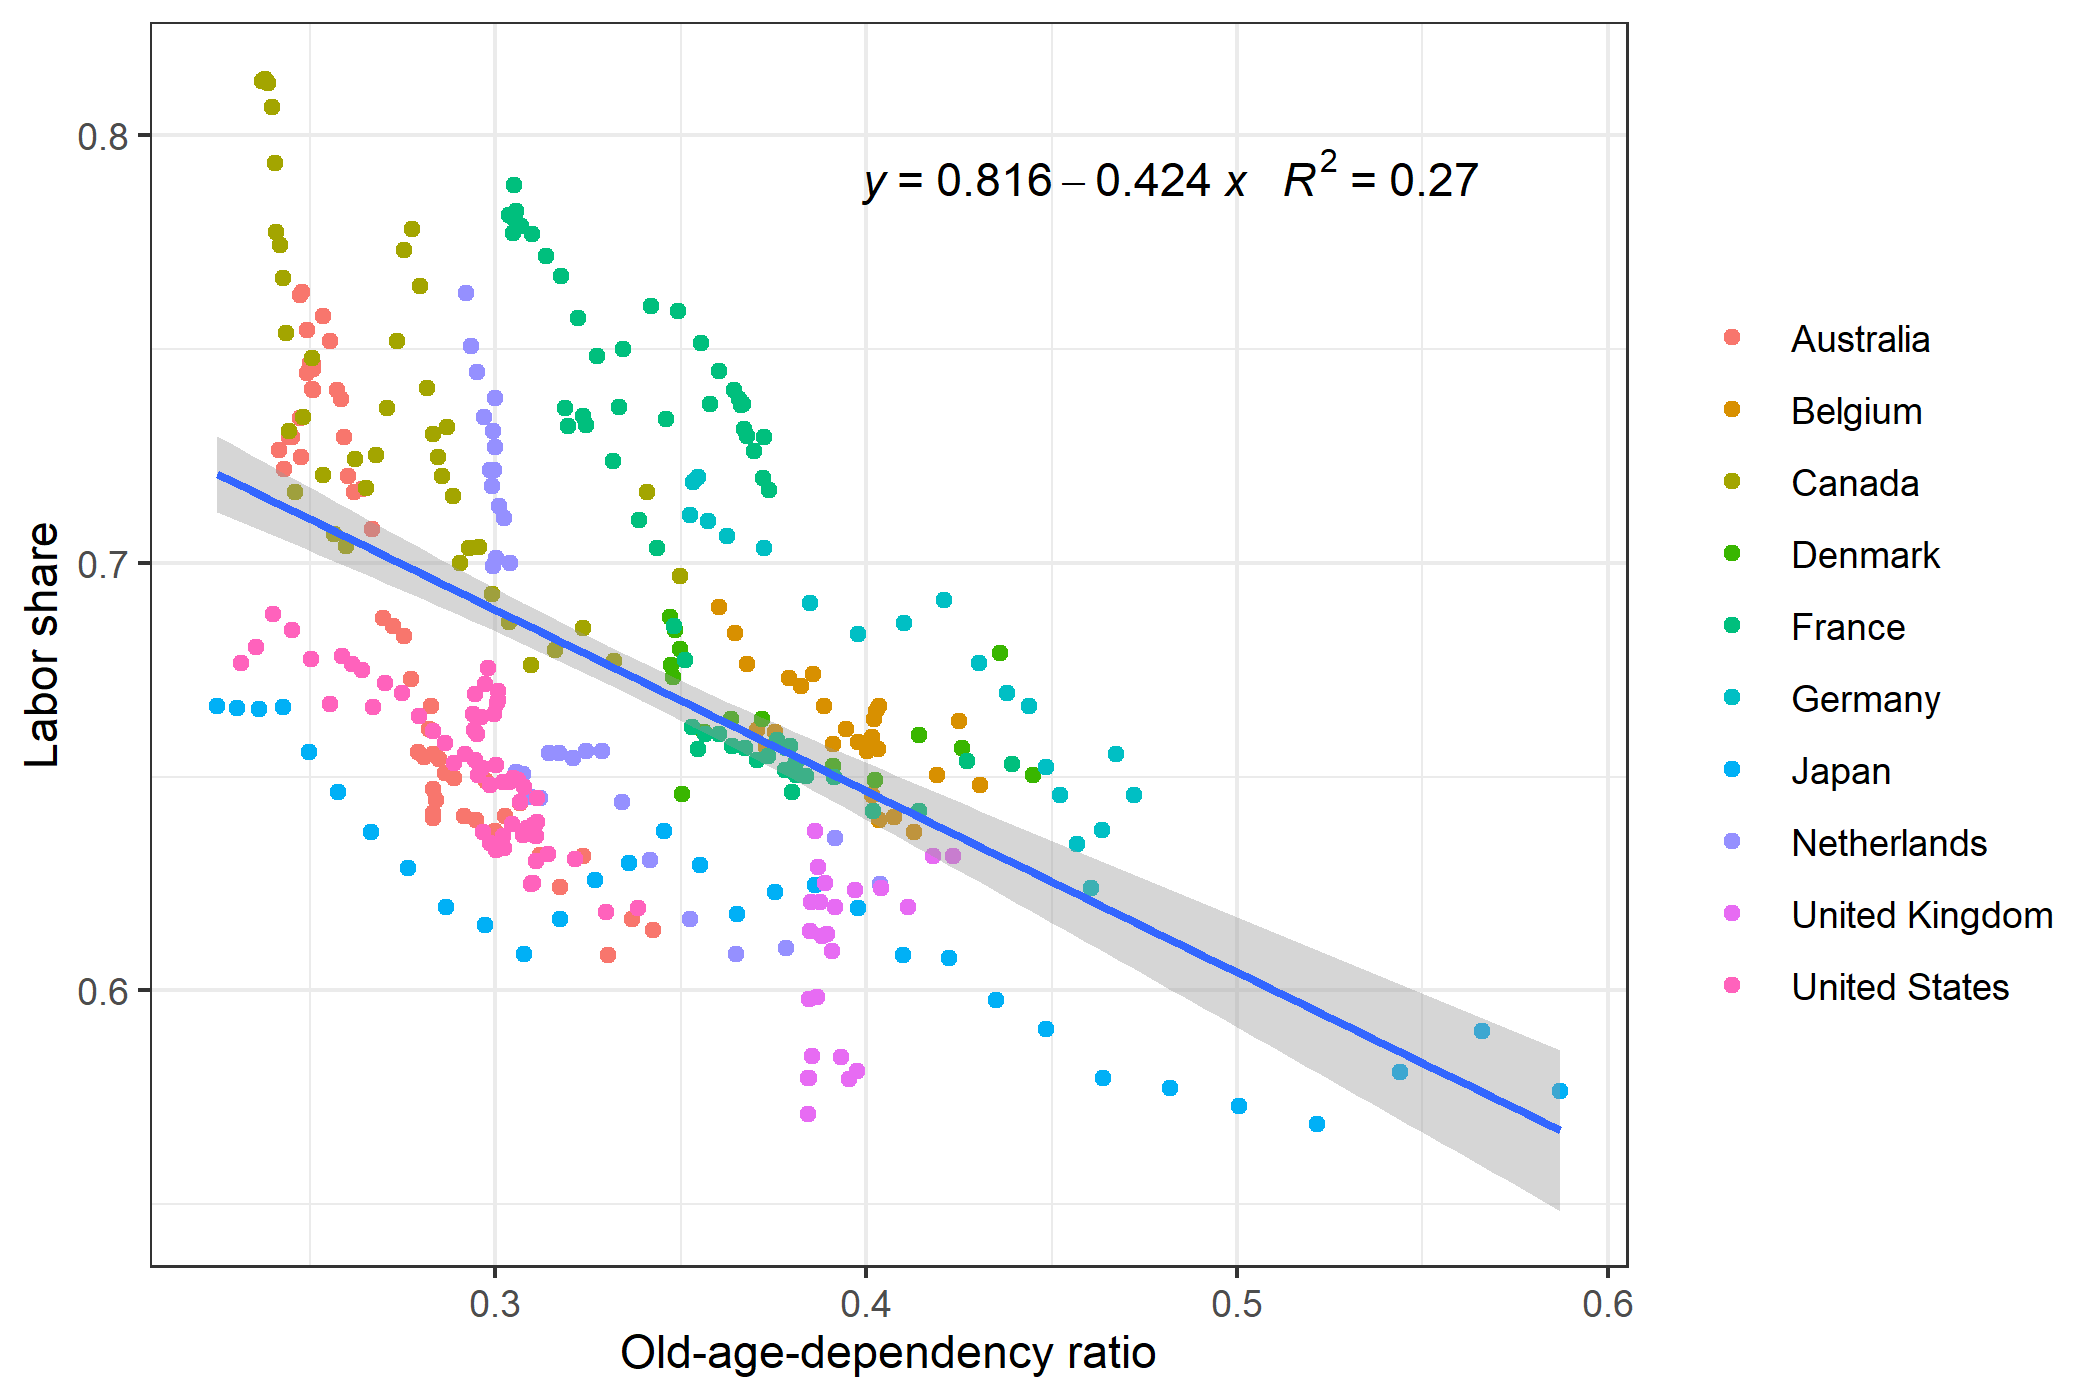 0.8
y = 0.816 – 0.424 x R² = 0.27
Australia
Belgium
Canada
Denmark
0.7
France
Labor share
Germany
Japan
Netherlands
United Kingdom
0.6
United States
0.3 0.4 0.5 0.6
Old-age-dependency ratio